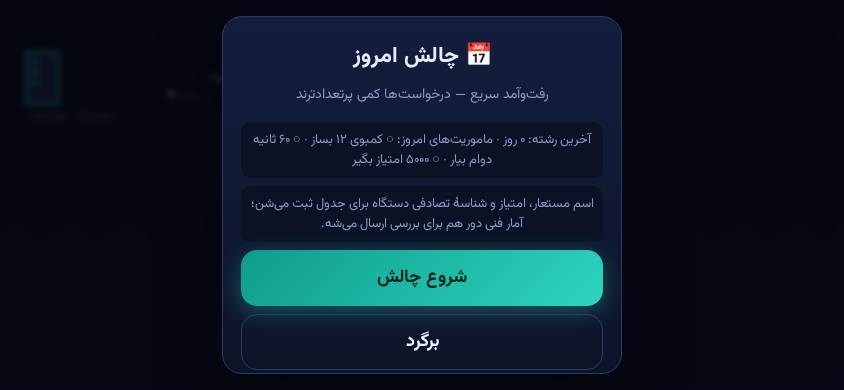 📅 چالش امروز
رفت‌وآمد سریع — درخواست‌ها کمی پرتعدادترند
آخرین رشته: ۰ روز · ماموریت‌های امروز: ○ کمبوی ۱۲ بساز · ○ ۶۰ ثانیه
دوام بیار · ○ ۵۰۰۰ امتیاز بگیر
اسم مستعار، امتیاز و شناسهٔ تصادفی دستگاه برای جدول ثبت می‌شن؛
آمار فنی دور هم برای بررسی ارسال می‌شه.
شروع چالش
برگرد